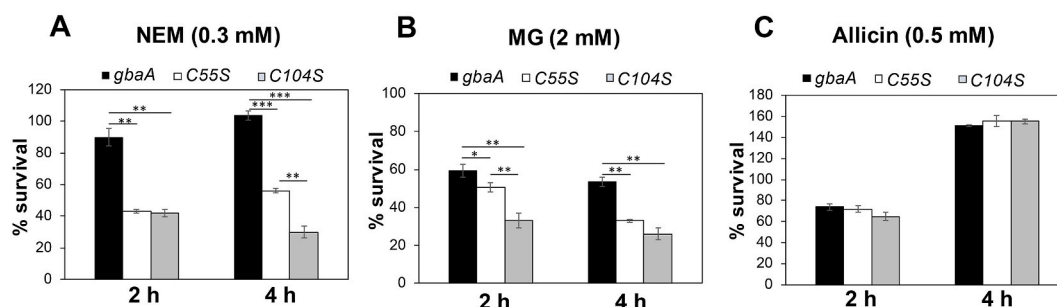 A
NEM (0.3 mM)
gbaA C55S C104S
% survival
120
100
80
60
40
20
0
**
**
***
***
**
2 h 4 h
B
MG (2 mM)
gbaA C55S C104S
% survival
100
80
60
40
20
0
**
*
**
**
**
2 h 4 h
C
Allicin (0.5 mM)
gbaA C55S C104S
% survival
180
160
140
120
100
80
60
40
20
0
2 h 4 h